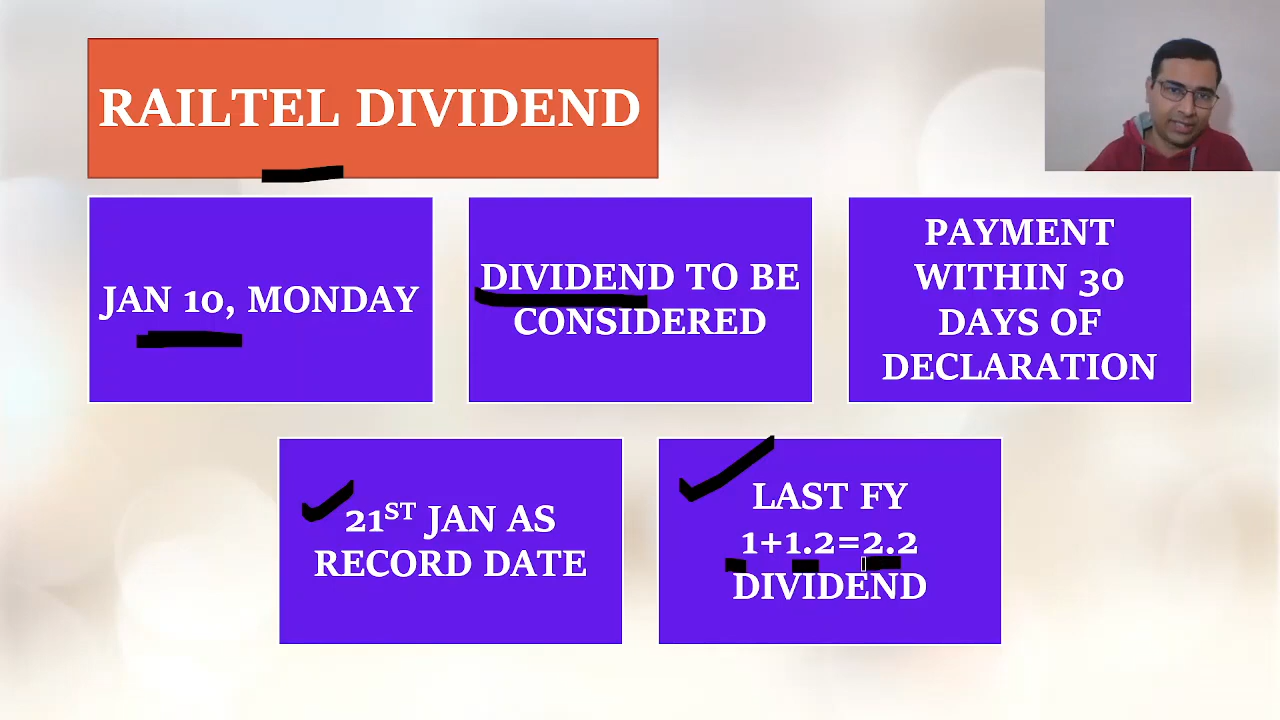 RAILTEL DIVIDEND
JAN 10, MONDAY
DIVIDEND TO BE
CONSIDERED
PAYMENT
WITHIN 30
DAYS OF
DECLARATION
21ST JAN AS
RECORD DATE
LAST FY
1+1.2=2.2
DIVIDEND